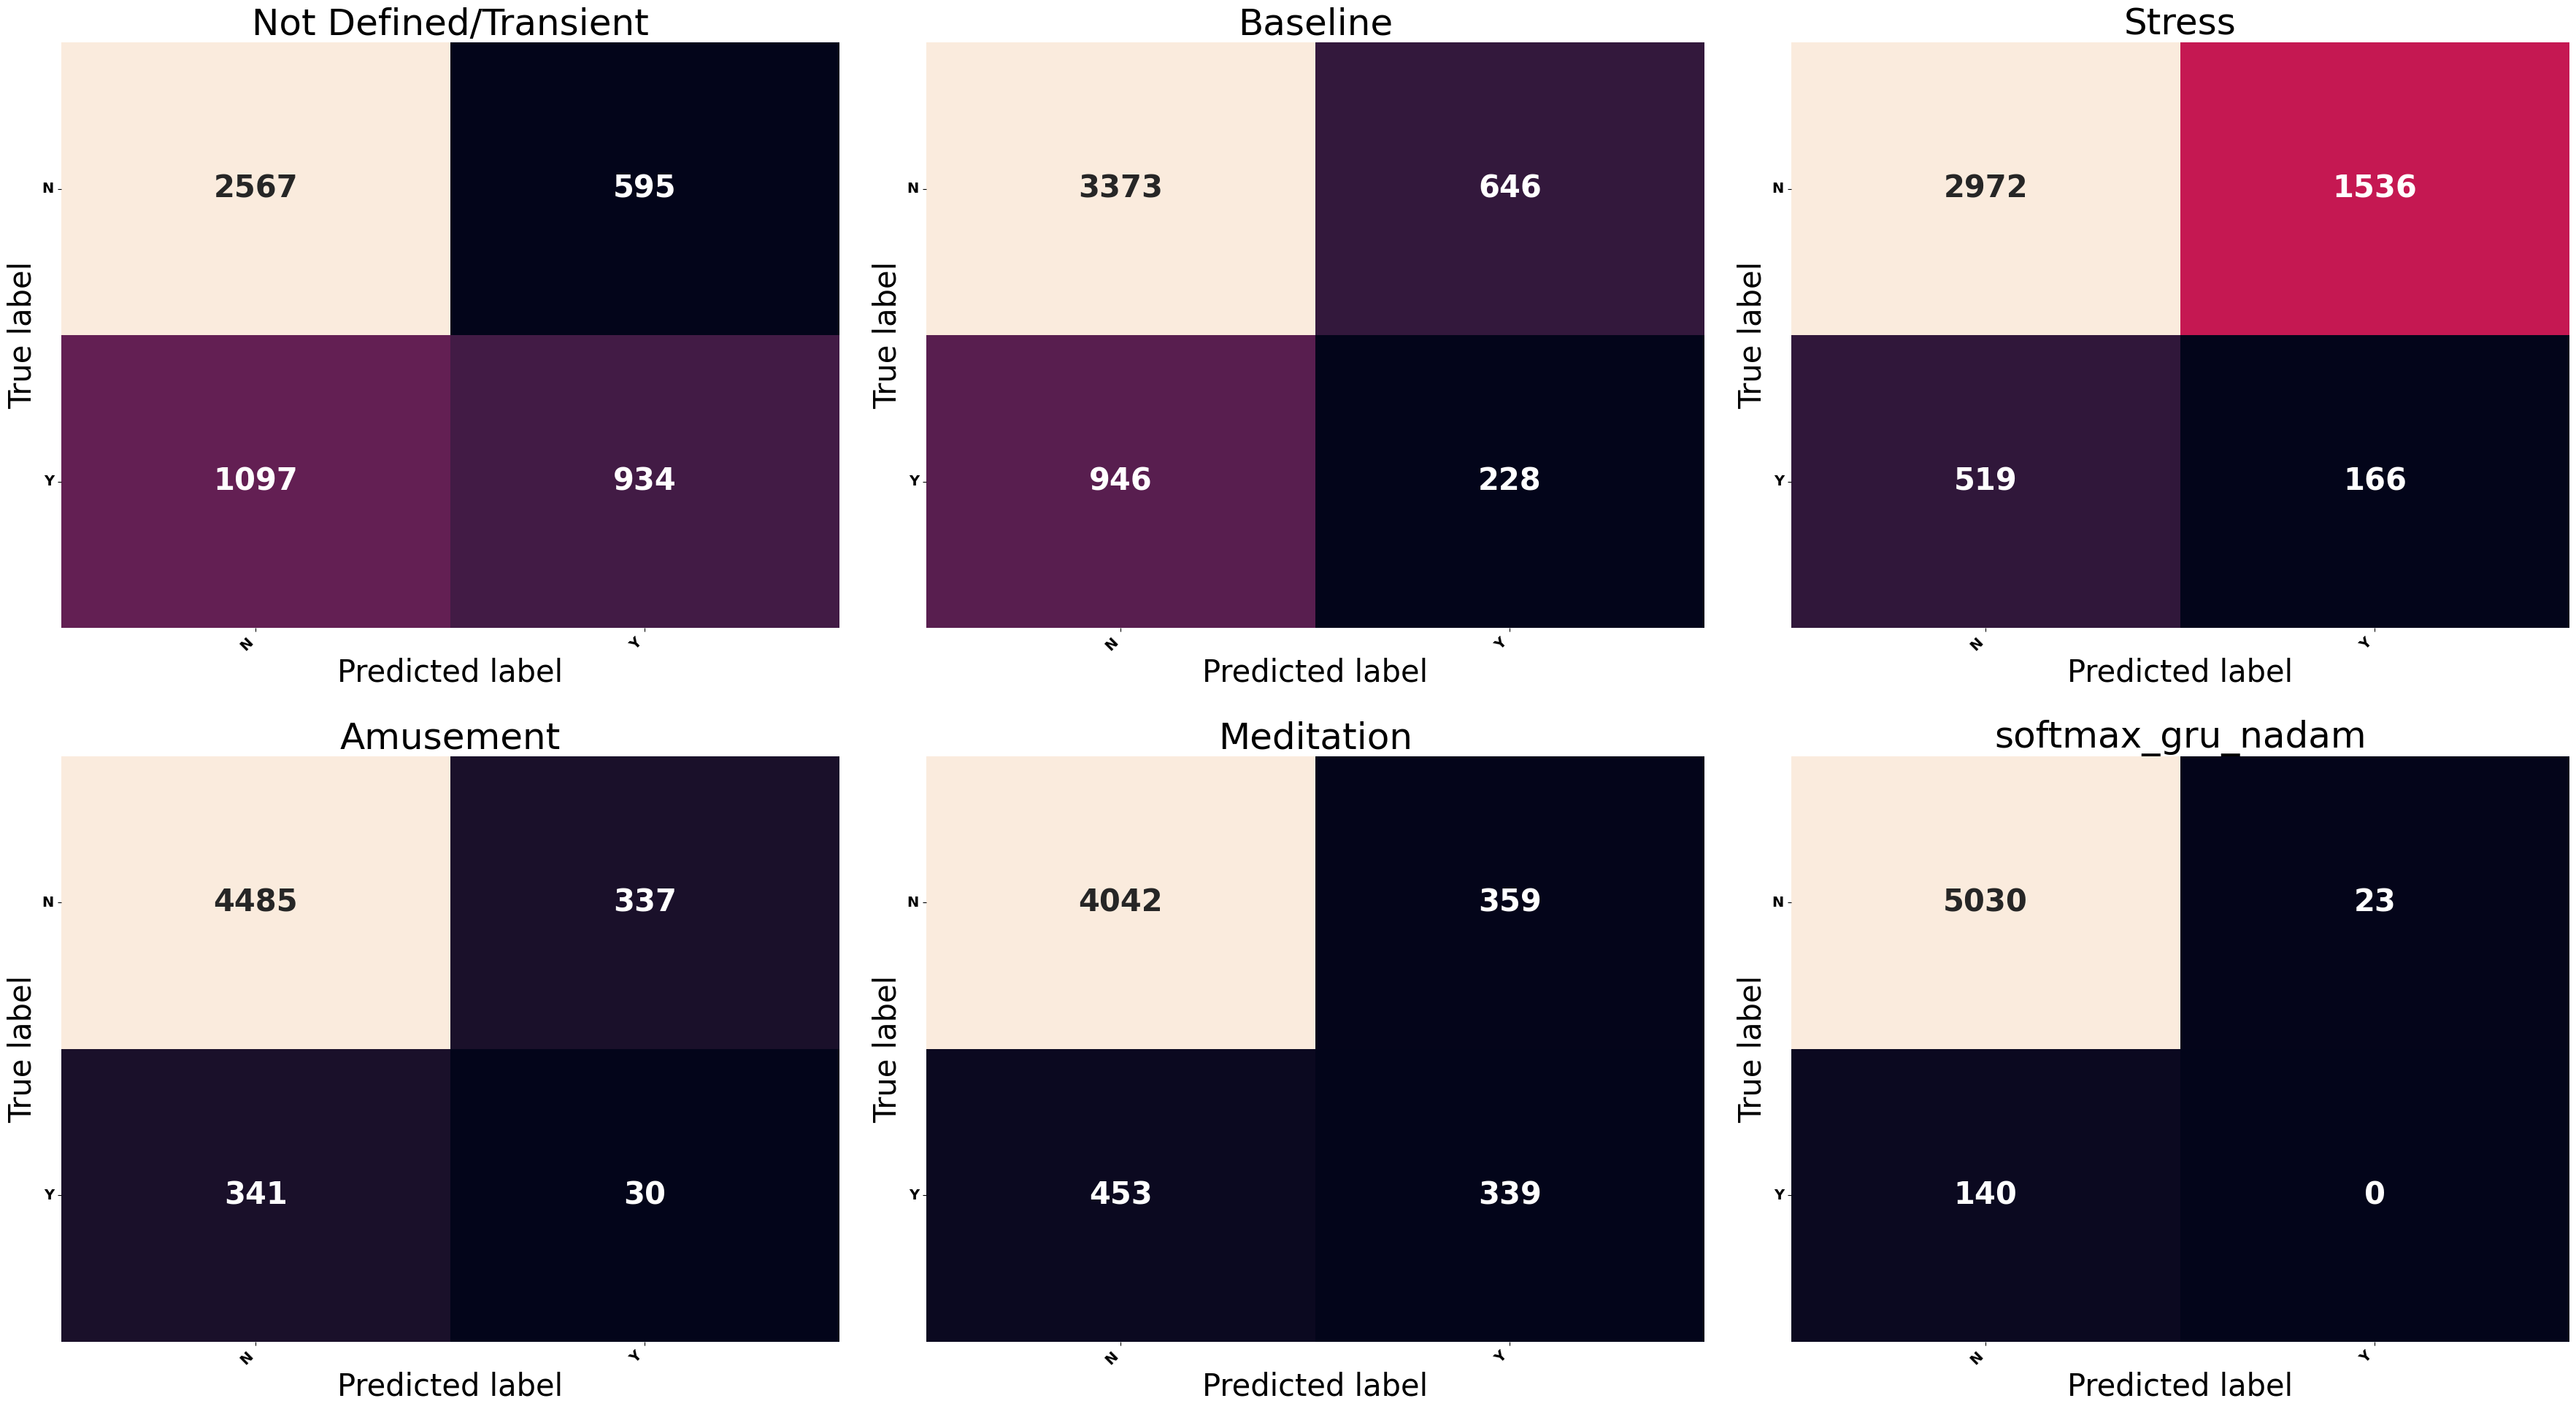 Not Defined/Transient
True label
N
2567
595
Y
1097
934
N
Y
Predicted label
Baseline
True label
N
3373
646
Y
946
228
N
Y
Predicted label
Stress
True label
N
2972
1536
Y
519
166
N
Y
Predicted label
Amusement
True label
N
4485
337
Y
341
30
N
Y
Predicted label
Meditation
True label
N
4042
359
Y
453
339
N
Y
Predicted label
softmax_gru_nadam
True label
N
5030
23
Y
140
0
N
Y
Predicted label